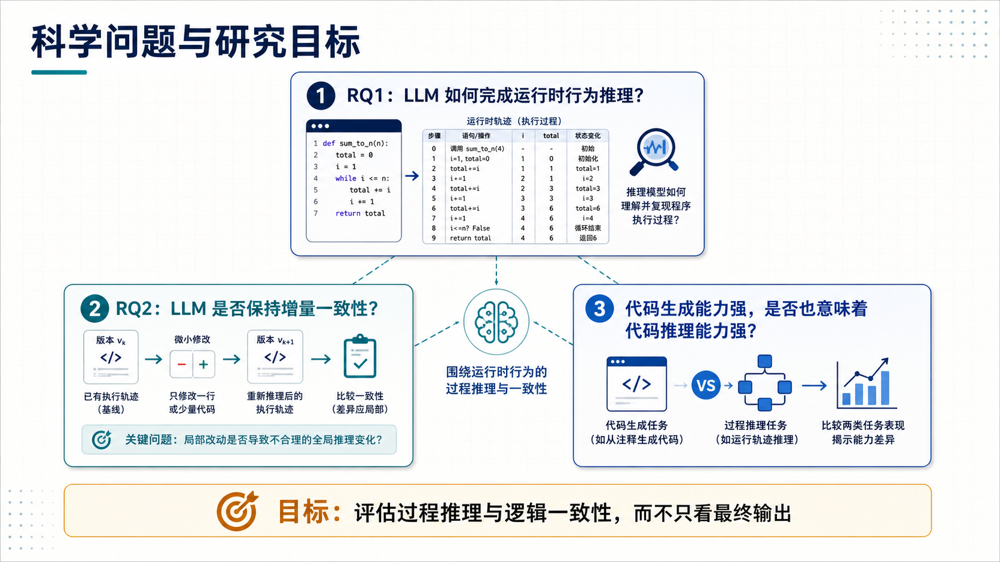 科学问题与研究目标
1 RQ1：LLM 如何完成运行时行为推理？
1 def sum_to_n(n):
2 total = 0
3 i = 1
4 while i <= n:
5 total += i
6 i += 1
7 return total
运行时轨迹（执行过程）
步骤 语句/操作 i total 状态变化
0 调用 sum_to_n(4) - - 初始
1 i=1, total=0 1 0 初始化
2 total+=i 1 1 total=1
3 i+=1 2 1 i=2
4 total+=i 2 3 total=3
5 i+=1 3 3 i=3
6 total+=i 3 6 total=6
7 i+=1 4 6 i=4
8 i<=n? False 4 6 循环结束
9 return total 4 6 返回6
推理模型如何
理解并复现程序
执行过程？
2 RQ2：LLM 是否保持增量一致性？
版本 vk
</>
已有执行轨迹
（基线）
微小修改
− +
只修改一行
或少量代码
版本 vk+1
</>
重新推理后的
执行轨迹
比较一致性
（差异应局部）
关键问题：局部改动是否导致不合理的全局推理变化？
围绕运行时行为的
过程推理与一致性
3 代码生成能力强，是否也意味着
代码推理能力强？
</>
VS
代码生成任务
（如从注释生成代码）
过程推理任务
（如运行轨迹推理）
比较两类任务表现
揭示能力差异
目标：评估过程推理与逻辑一致性，而不只看最终输出